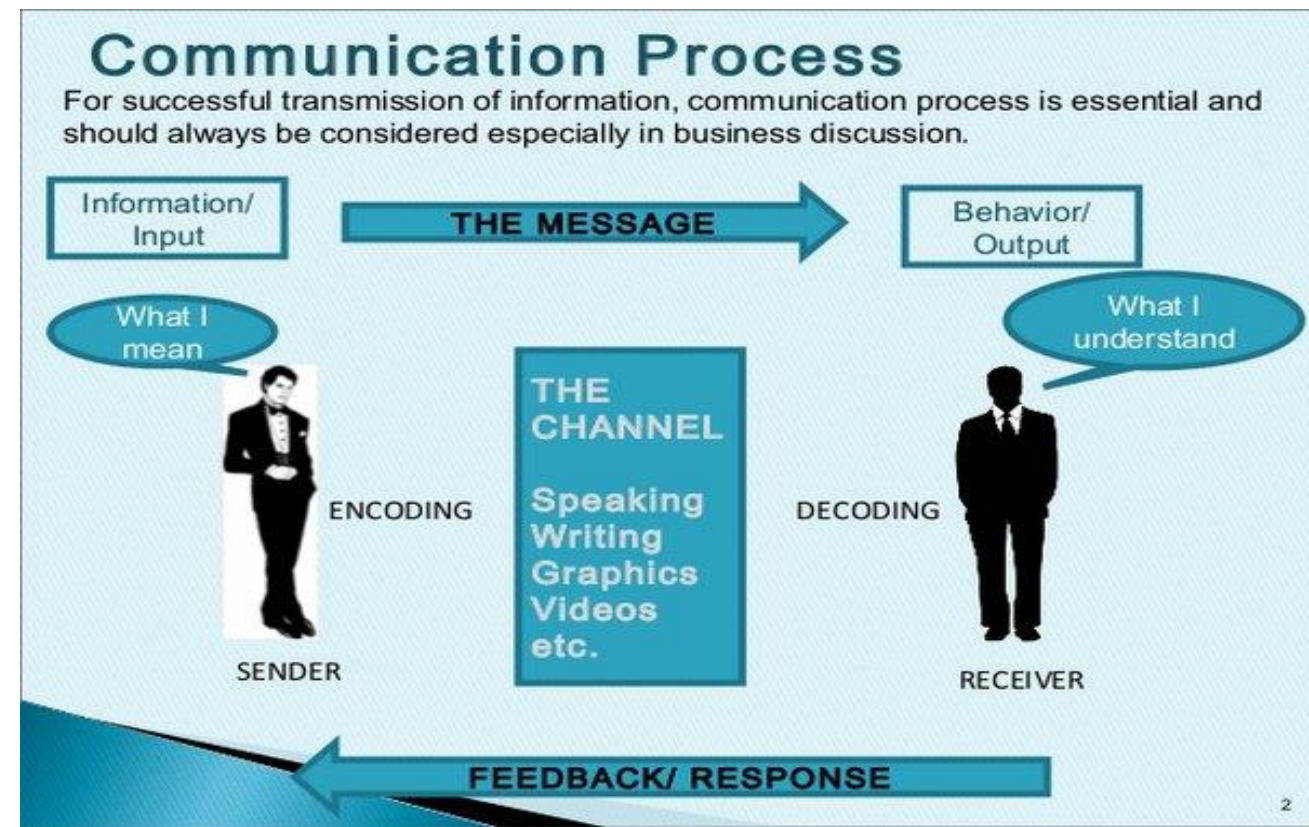 Communication Process
For successful transmission of information, communication process is essential and
should always be considered especially in business discussion.
Information/
Input
THE MESSAGE
Behavior/
Output
What I
mean
What I
understand
THE
CHANNEL
Speaking
Writing
Graphics
Videos
etc.
ENCODING
DECODING
SENDER
RECEIVER
FEEDBACK/ RESPONSE
2